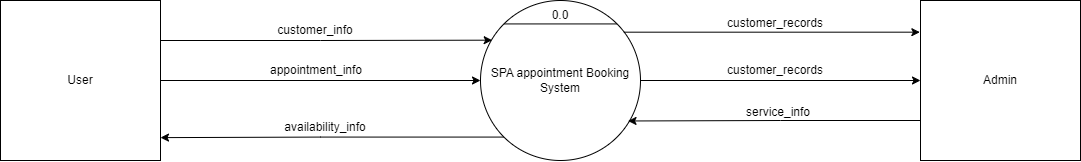 0.0
customer_info
customer_records
User
appointment_info
SPA appointment Booking
System
customer_records
Admin
service_info
availability_info